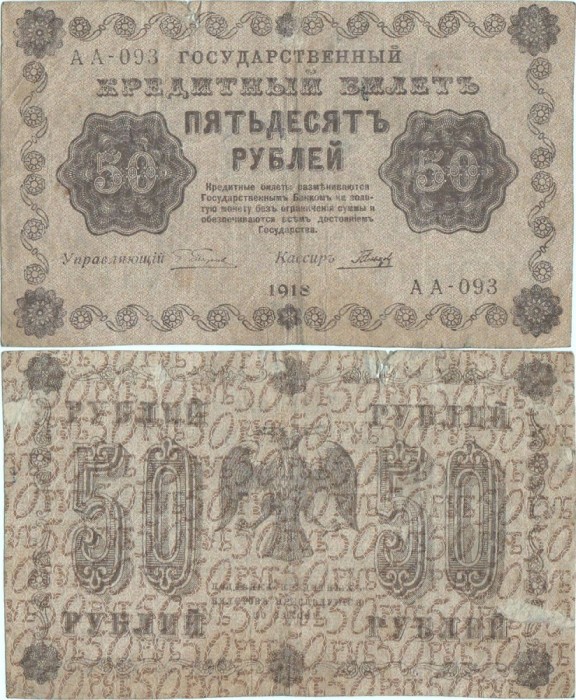 АА-093 ГОСУДАРСТВЕННЫЙ
КРЕДИТНЫЙ БИЛЕТЪ
ПЯТЬДЕСЯТЪ
РУБЛЕЙ
50 50
Кредитные билеты размѣниваются
Государственнымъ Банкомъ на золо-
тую монету безъ ограниченія суммы и
обезпечиваются всѣмъ достояніемъ
Государства.
Управляющій Кассиръ
1918 АА-093
РУБЛЕЙ РУБЛЕЙ
50 50
РУБЛЕЙ РУБЛЕЙ